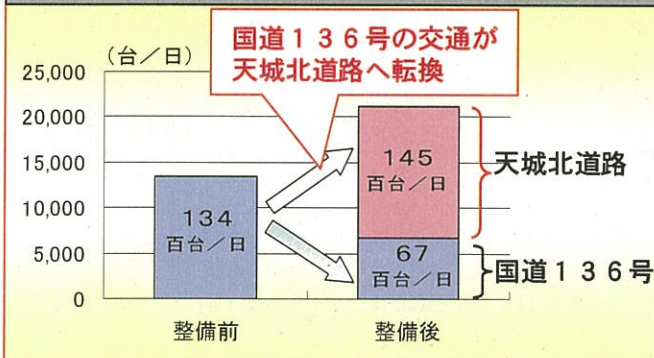 国道１３６号の交通が
天城北道路へ転換
（台／日）
25,000
20,000
15,000
10,000
5,000
0
134
百台／日
145
百台／日
67
百台／日
天城北道路
国道１３６号
整備前
整備後